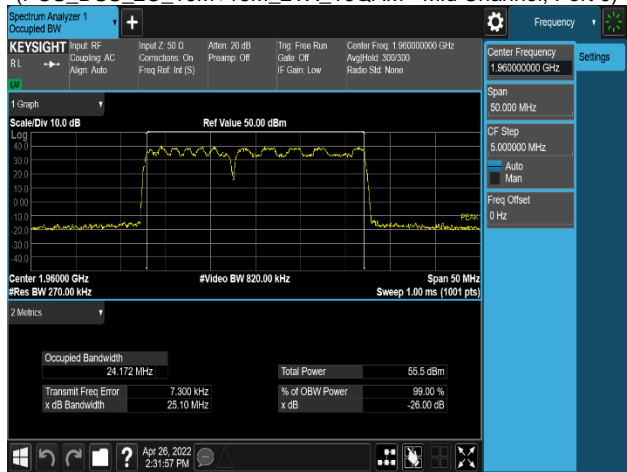 Spectrum Analyzer 1
Occupied BW
Frequency
KEYSIGHT
R L
Input: RF
Coupling: AC
Align: Auto
Input Z: 50 Ω
Corrections: On
Freq Ref: Int (S)
Atten: 20 dB
Preamp: Off
Trig: Free Run
Gate: Off
IF Gain: Low
Center Freq: 1.960000000 GHz
Avg|Hold: 300/300
Radio Std: None
Center Frequency
1.960000000 GHz
Settings
Span
50.000 MHz
CF Step
5.000000 MHz
Auto
Man
Freq Offset
0 Hz
1 Graph
Scale/Div 10.0 dB
Ref Value 50.00 dBm
Log
40.0
30.0
20.0
10.0
0.00
-10.0
-20.0
-30.0
-40.0
PEAK
Center 1.96000 GHz
#Video BW 820.00 kHz
Span 50 MHz
#Res BW 270.00 kHz
Sweep 1.00 ms (1001 pts)
2 Metrics
Occupied Bandwidth
24.172 MHz
Total Power
55.5 dBm
Transmit Freq Error
7.300 kHz
% of OBW Power
99.00 %
x dB Bandwidth
25.10 MHz
x dB
-26.00 dB
Apr 26, 2022
2:31:57 PM